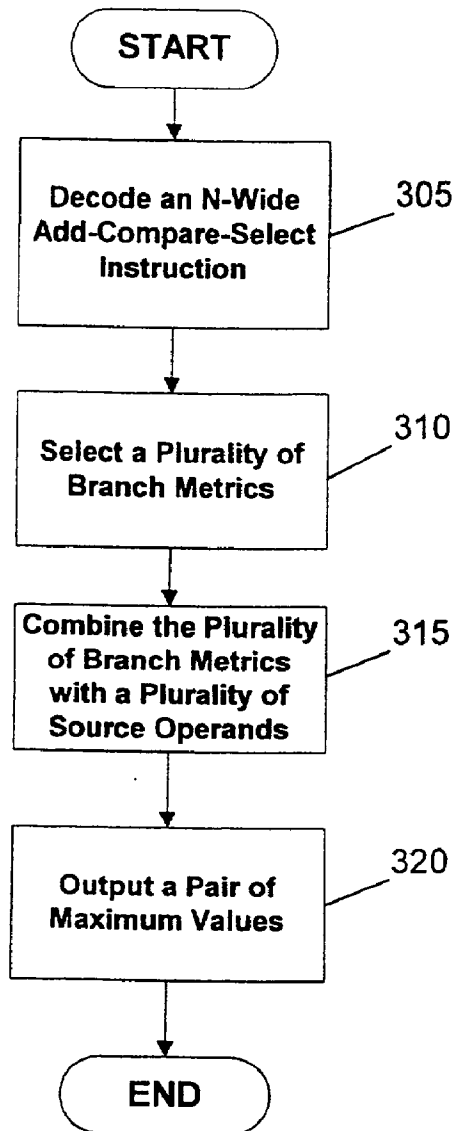 START
Decode an N-Wide
Add-Compare-Select
Instruction
305
Select a Plurality of
Branch Metrics
310
Combine the Plurality
of Branch Metrics
with a Plurality of
Source Operands
315
Output a Pair of
Maximum Values
320
END